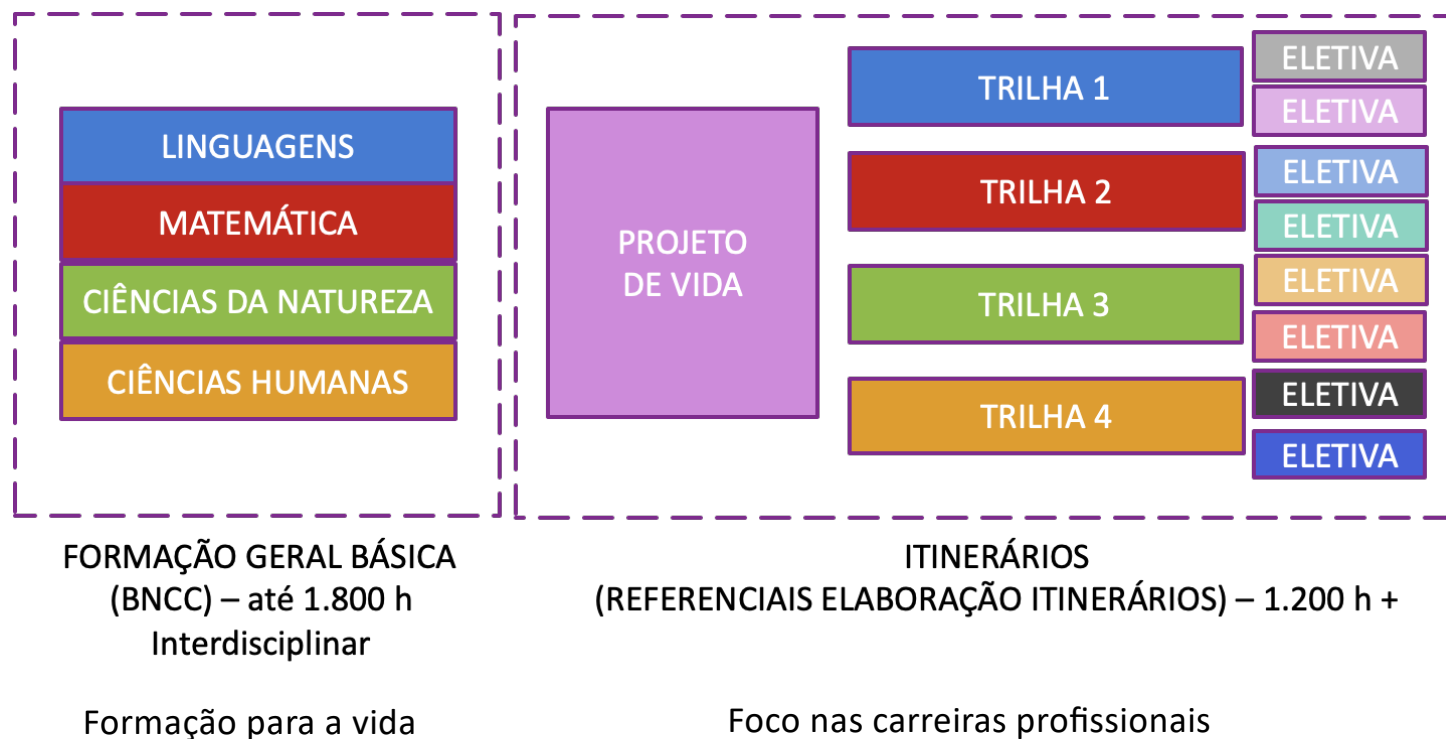 LINGUAGENS
MATEMÁTICA
CIÊNCIAS DA NATUREZA
CIÊNCIAS HUMANAS
FORMAÇÃO GERAL BÁSICA
(BNCC) – até 1.800 h
Interdisciplinar
Formação para a vida
PROJETO
DE VIDA
TRILHA 1
TRILHA 2
TRILHA 3
TRILHA 4
ELETIVA
ELETIVA
ELETIVA
ELETIVA
ELETIVA
ELETIVA
ELETIVA
ELETIVA
ITINERÁRIOS
(REFERENCIAIS ELABORAÇÃO ITINERÁRIOS) – 1.200 h +
Foco nas carreiras profissionais